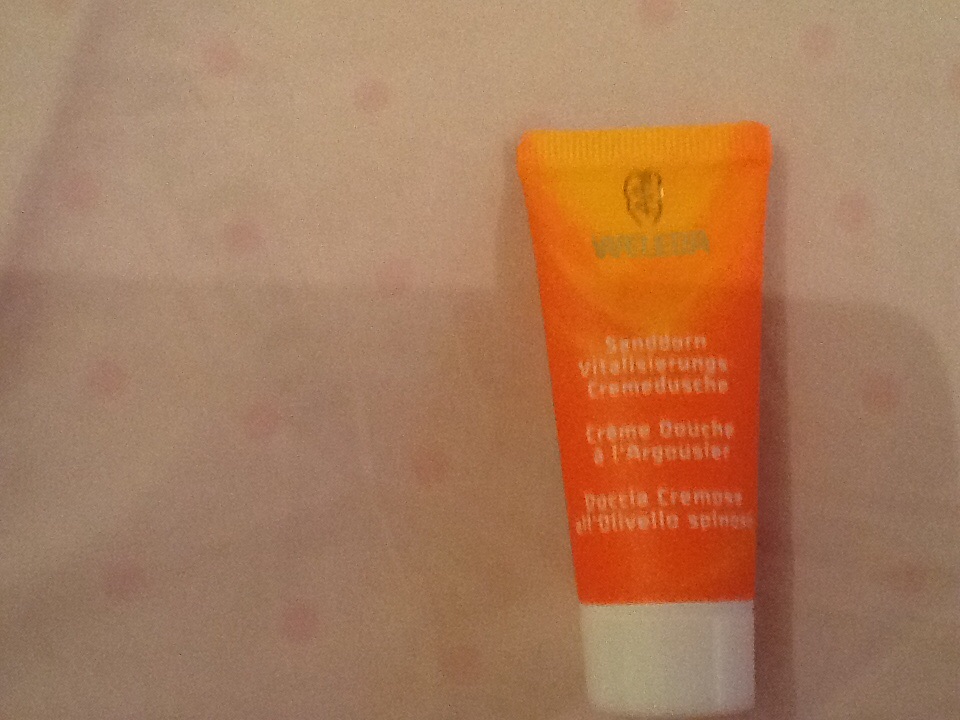 WELEDA
Sanddorn
Vitalisierungs
Cremedusche
Crème Douche
à l'Argousier
Doccia Cremosa
all'Olivello spinoso